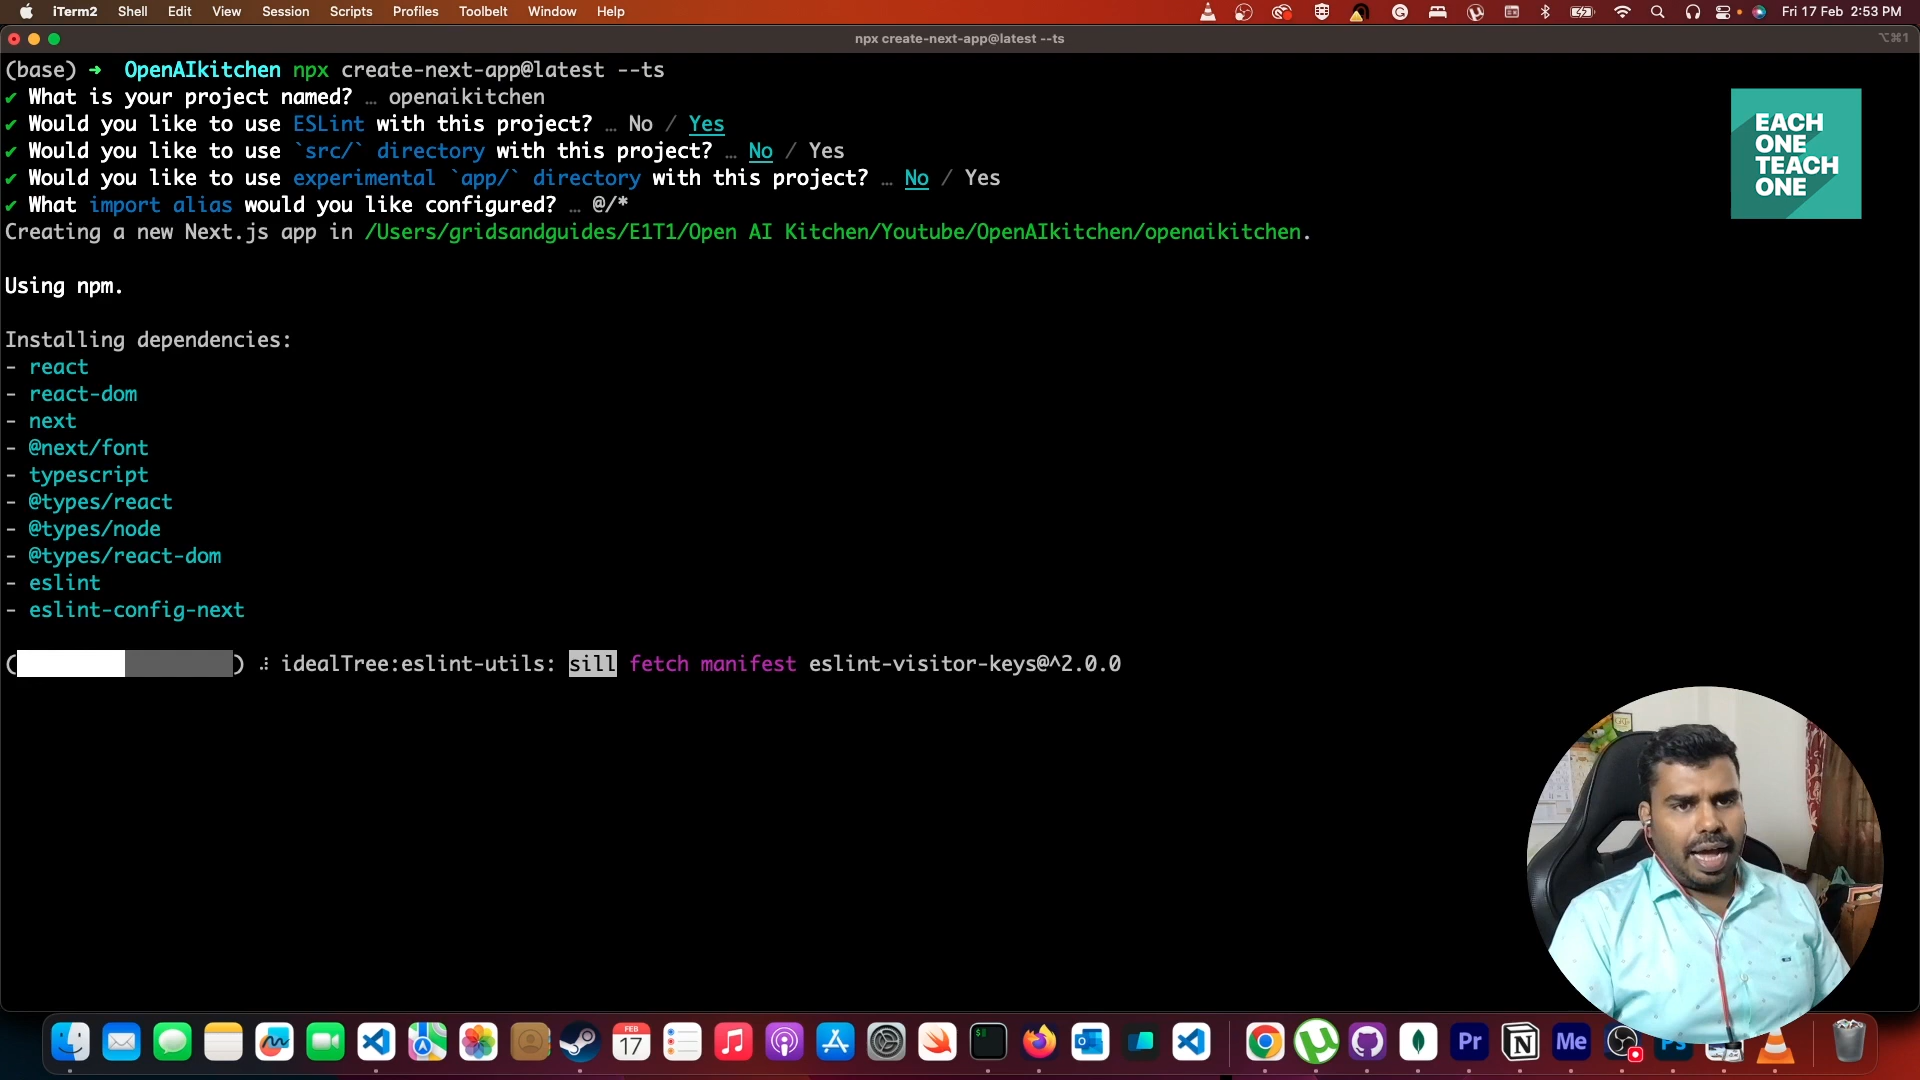 iTerm2 Shell Edit View Session Scripts Profiles Toolbelt Window Help Fri 17 Feb 2:53 PM
npx create-next-app@latest --ts ⌥⌘1
(base) ➜ OpenAIkitchen npx create-next-app@latest --ts
✔ What is your project named? … openaikitchen
✔ Would you like to use ESLint with this project? … No / Yes
✔ Would you like to use `src/` directory with this project? … No / Yes
✔ Would you like to use experimental `app/` directory with this project? … No / Yes
✔ What import alias would you like configured? … @/*
Creating a new Next.js app in /Users/gridsandguides/E1T1/Open AI Kitchen/Youtube/OpenAIkitchen/openaikitchen.
Using npm.
Installing dependencies:
- react
- react-dom
- next
- @next/font
- typescript
- @types/react
- @types/node
- @types/react-dom
- eslint
- eslint-config-next
( ) ⠼ idealTree:eslint-utils: sill fetch manifest eslint-visitor-keys@^2.0.0
EACH
ONE
TEACH
ONE
FEB
17
Pr
Me
Ps